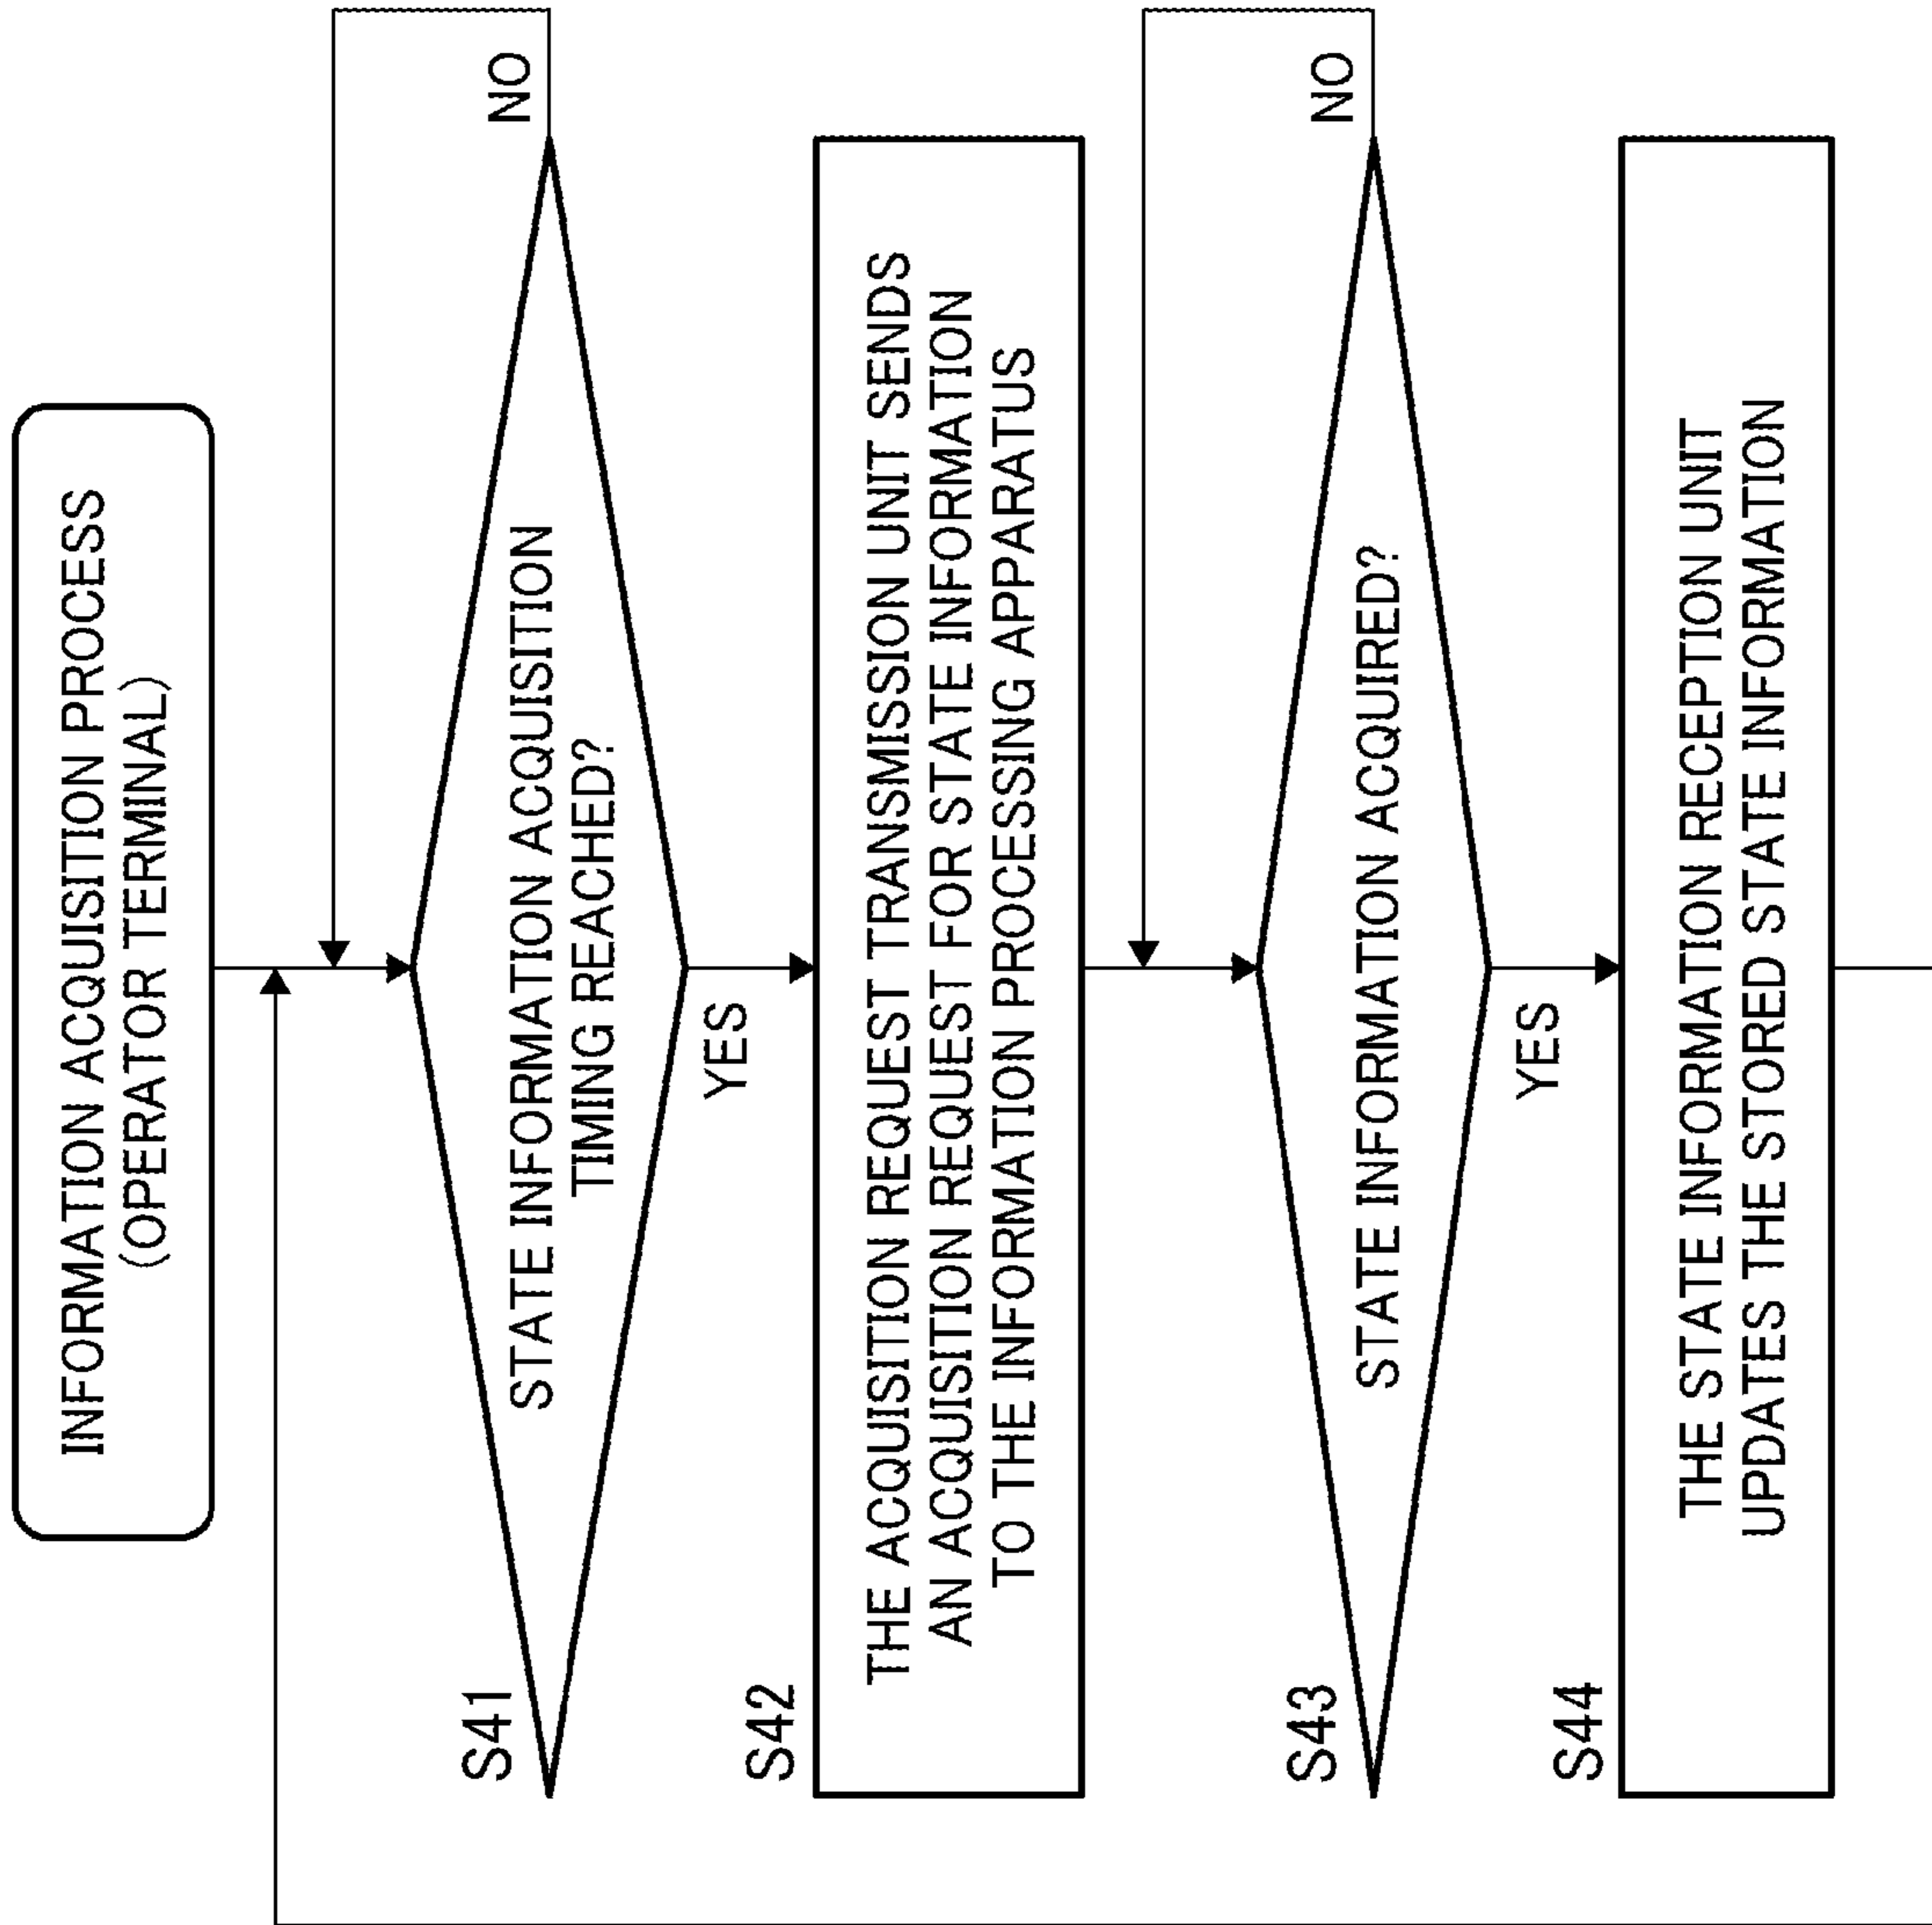 INFORMATION ACQUISITION PROCESS
(OPERATOR TERMINAL)
S41
STATE INFORMATION ACQUISITION
TIMING REACHED?
NO
YES
S42
THE ACQUISITION REQUEST TRANSMISSION UNIT SENDS
AN ACQUISITION REQUEST FOR STATE INFORMATION
TO THE INFORMATION PROCESSING APPARATUS
S43
STATE INFORMATION ACQUIRED?
NO
YES
S44
THE STATE INFORMATION RECEPTION UNIT
UPDATES THE STORED STATE INFORMATION